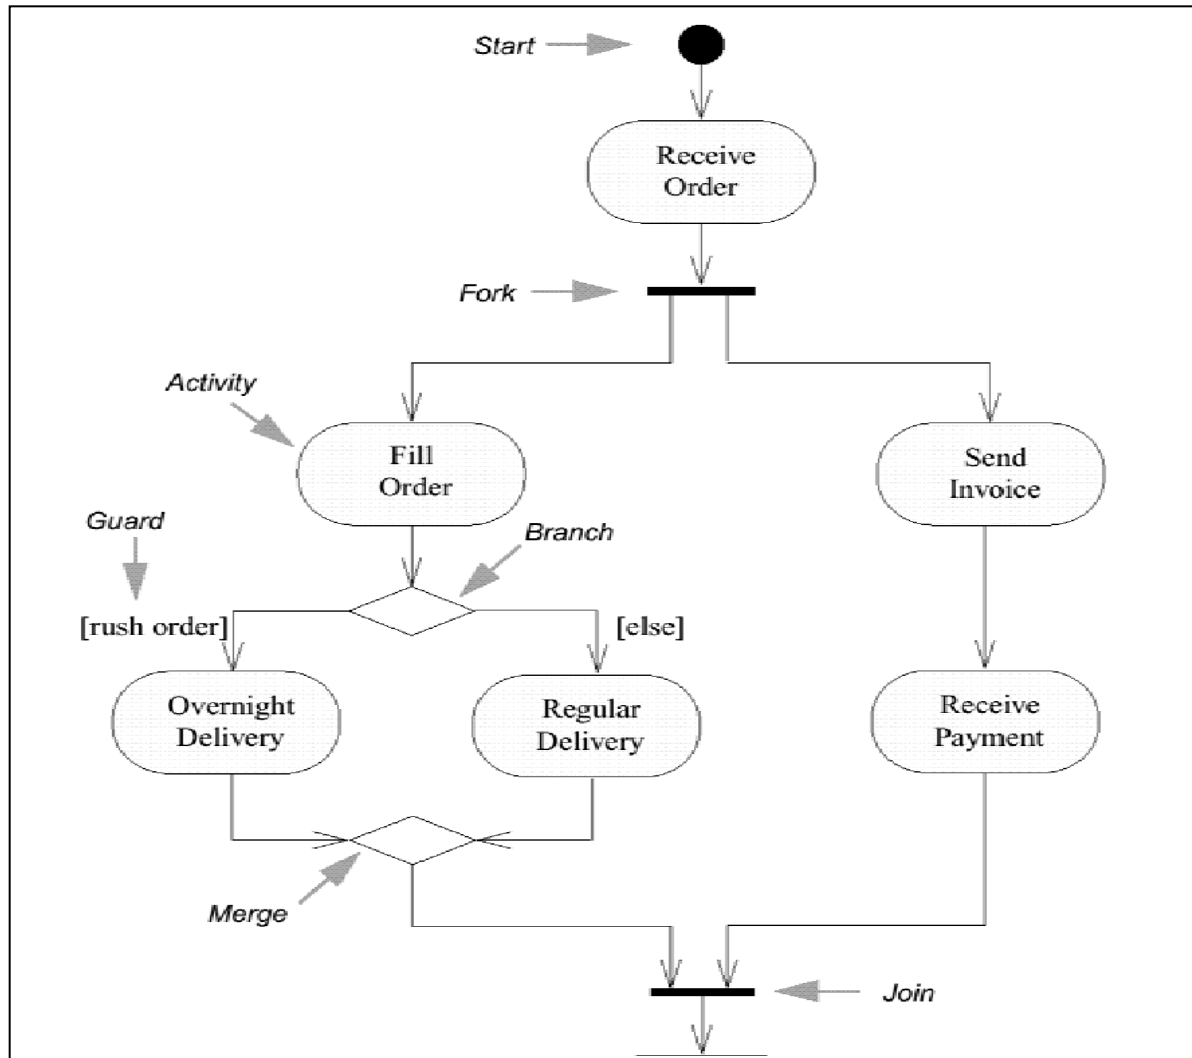 Start
Receive
Order
Fork
Activity
Fill
Order
Send
Invoice
Guard
Branch
[rush order]
[else]
Overnight
Delivery
Regular
Delivery
Receive
Payment
Merge
Join